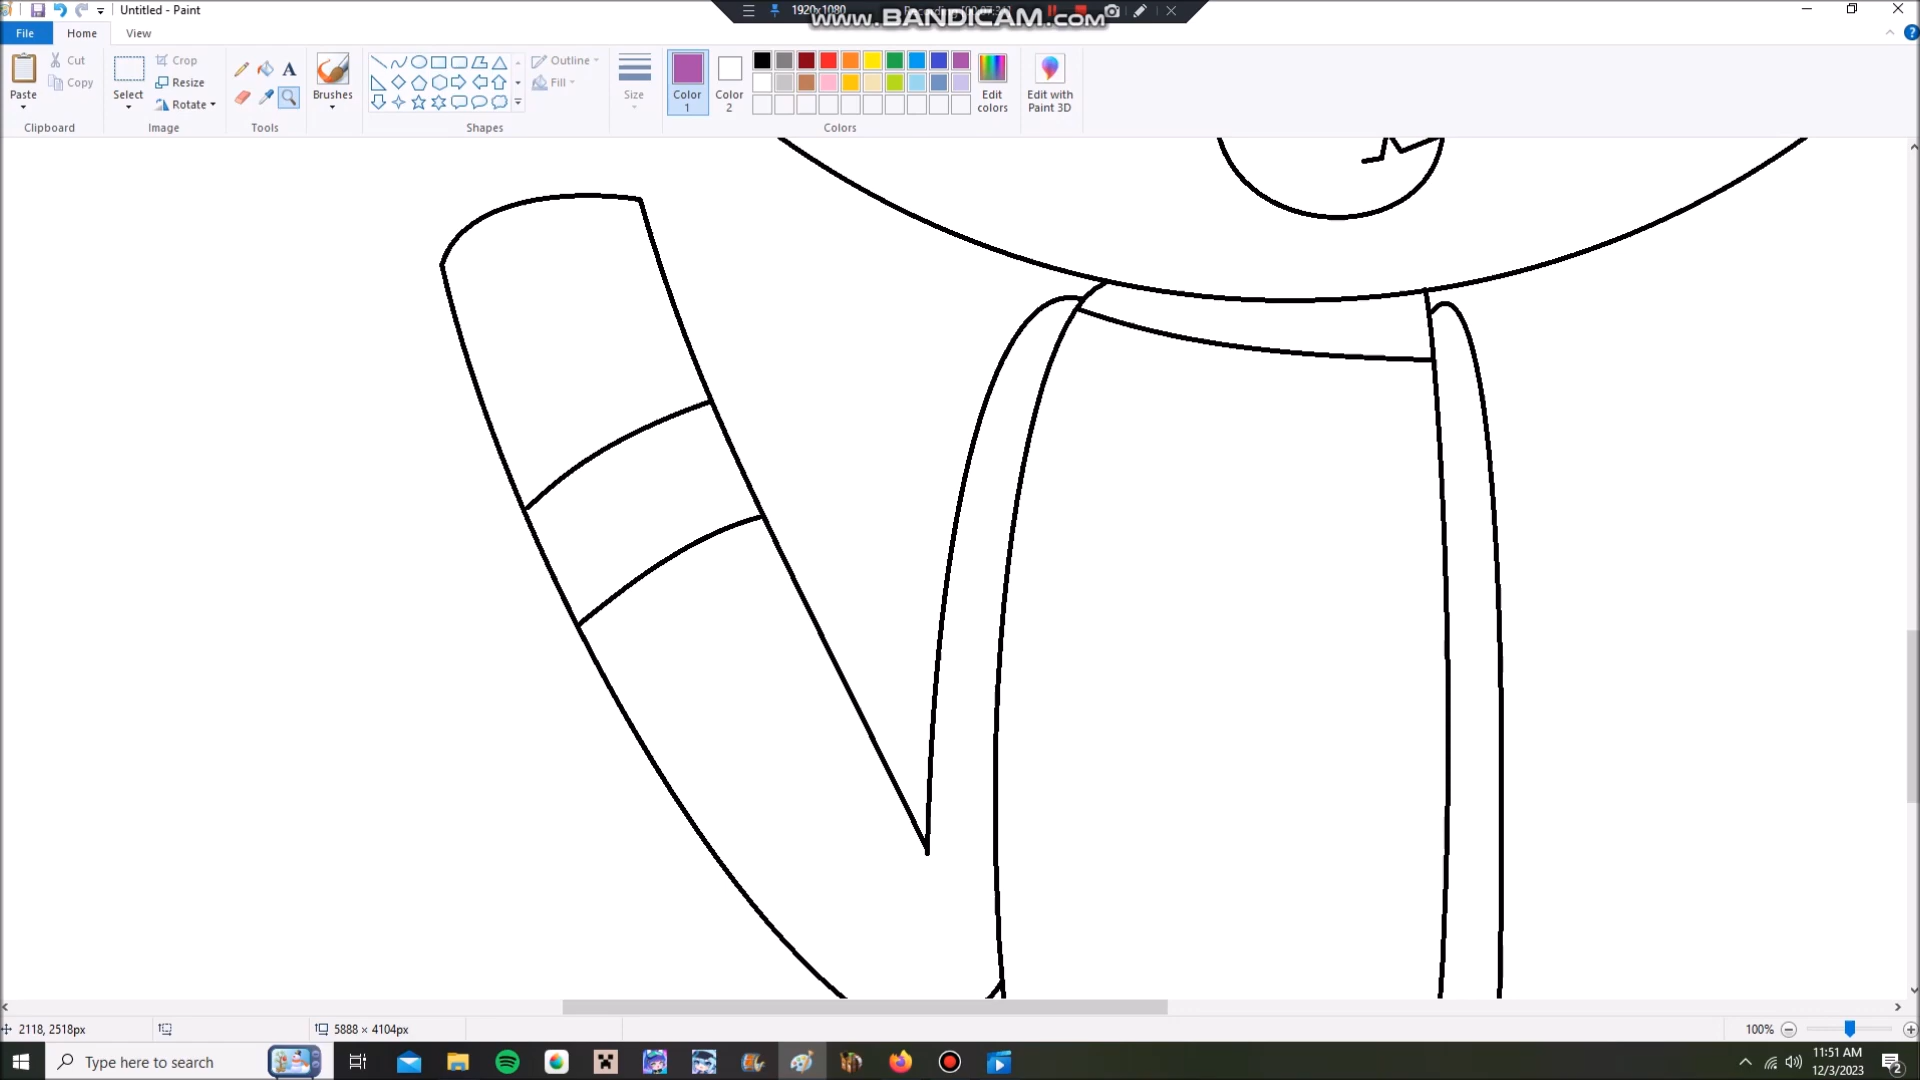 Untitled - Paint
1920x1080
www.BANDICAM.com
File
Home
View
Paste
Cut
Copy
Clipboard
Select
Crop
Resize
Rotate
Image
A
Tools
Brushes
Shapes
Outline
Fill
Size
Color 1
Color 2
Colors
Edit colors
Edit with Paint 3D
2118, 2518px
5888 × 4104px
100%
Type here to search
11:51 AM
12/3/2023
2